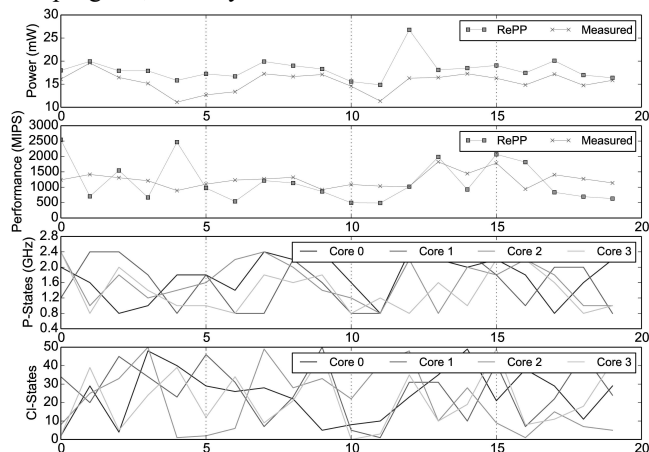 30
25
20
15
10
Power (mW)
RePP Measured
0 5 10 15 20
3000
2500
2000
1500
1000
500
0
Performance (MIPS)
RePP Measured
0 5 10 15 20
2.8
2.4
2.0
1.6
1.2
0.8
0.4
P-States (GHz)
Core 0 Core 1 Core 2 Core 3
0 5 10 15 20
50
40
30
20
10
0
CI-States
Core 0 Core 1 Core 2 Core 3
0 5 10 15 20